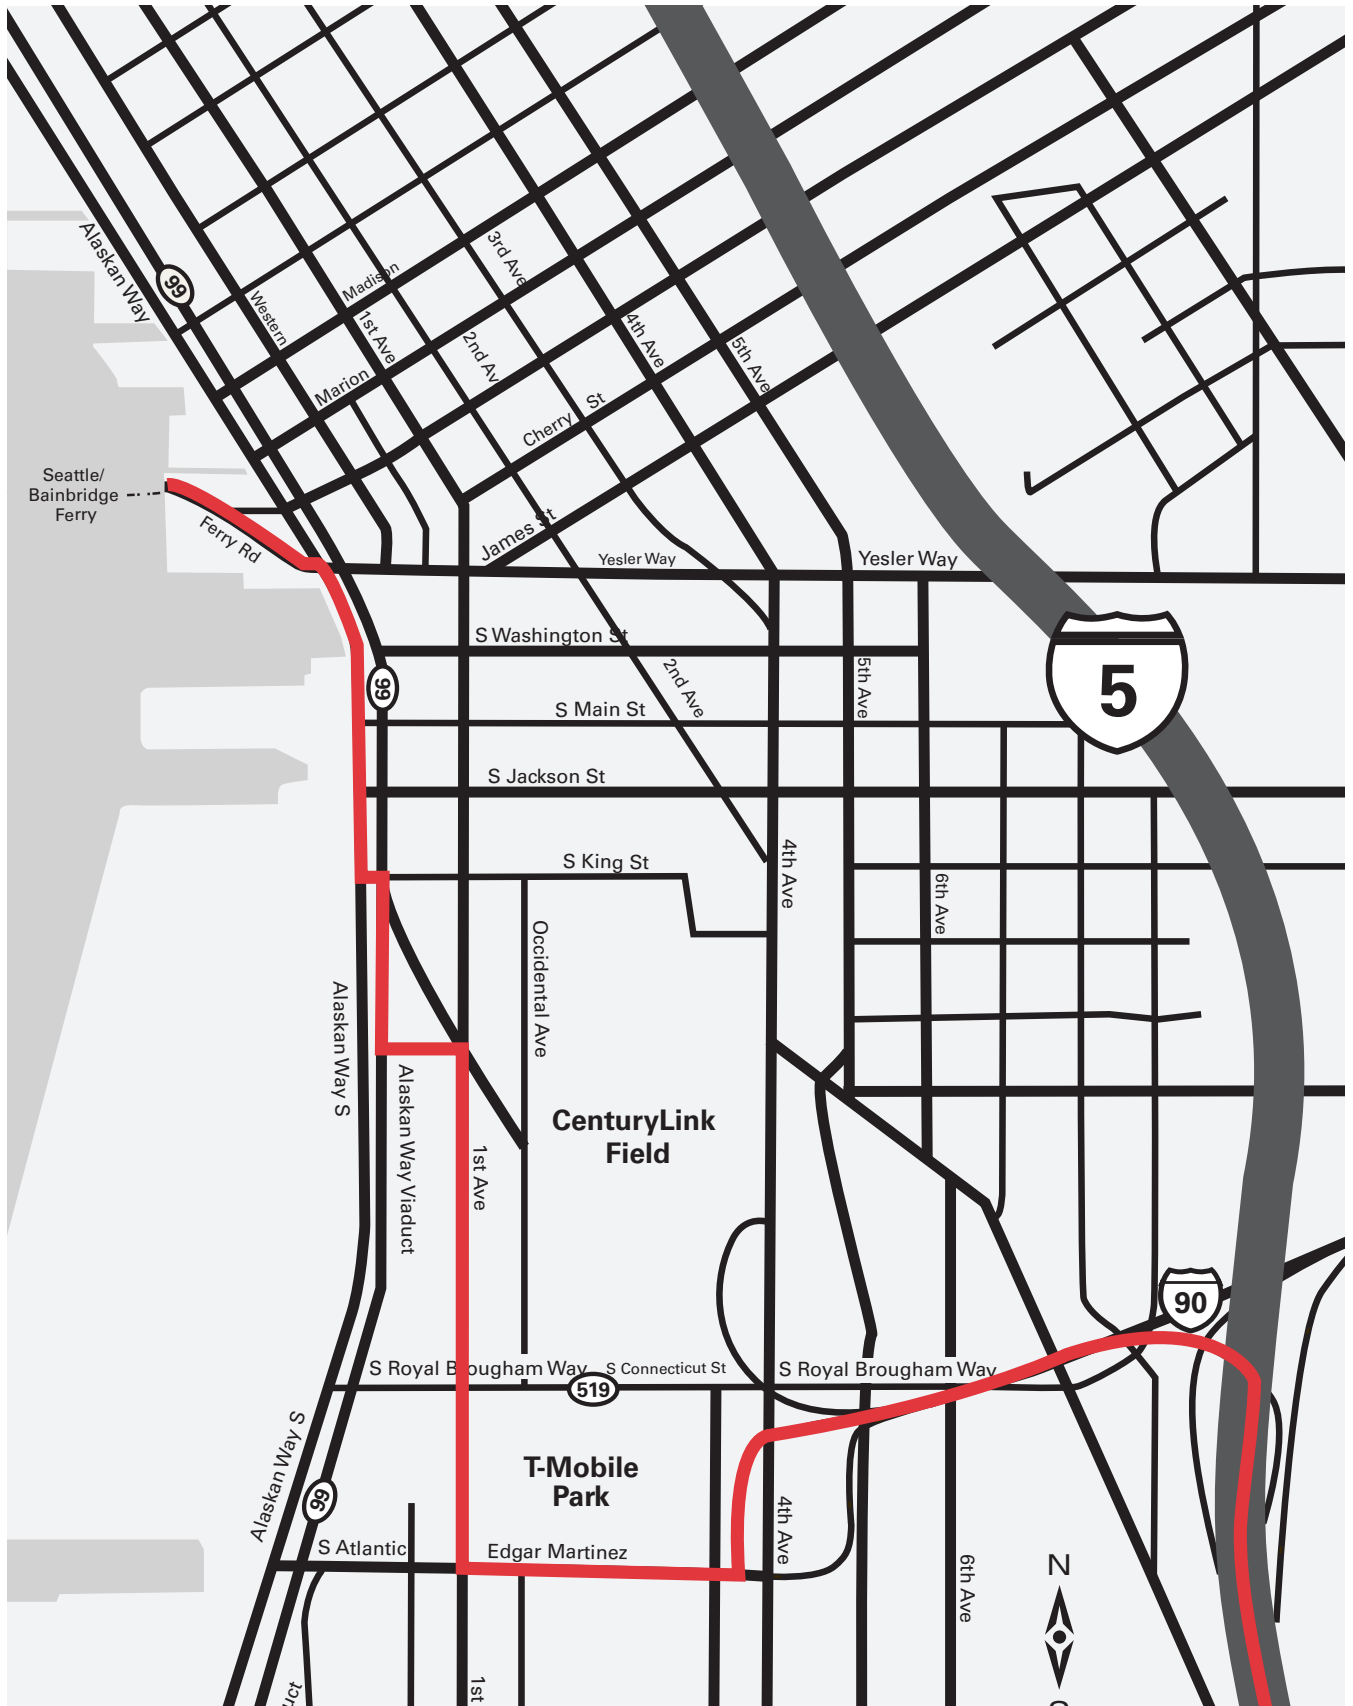 3rd Ave
Alaskan Way
99
Madison
Western
1st Ave
2nd Av
4th Ave
5th Ave
Marion
Cherry St
Seattle/
Bainbridge
Ferry
Ferry Rd
James St
Yesler Way
Yesler Way
S Washington St
5
99
2nd Ave
5th Ave
S Main St
S Jackson St
4th Ave
S King St
6th Ave
Occidental Ave
Alaskan Way S
Alaskan Way Viaduct
CenturyLink
Field
1st Ave
90
S Royal Brougham Way
S Connecticut St
S Royal Brougham Way
519
Alaskan Way S
T-Mobile
Park
99
4th Ave
S Atlantic
Edgar Martinez
6th Ave
N
1st
uct